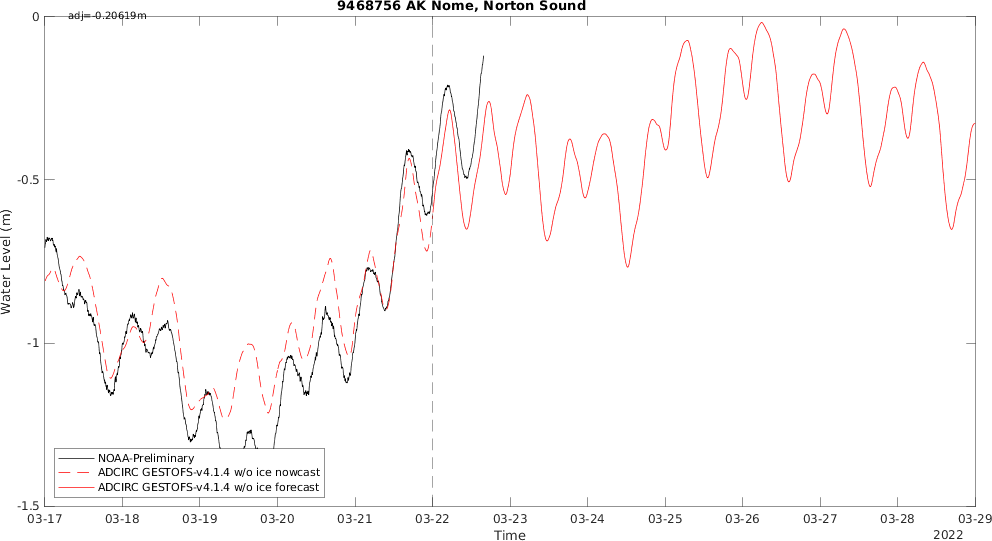 9468756 AK Nome, Norton Sound
adj=-0.20619m
0
-0.5
-1
-1.5
Water Level (m)
NOAA-Preliminary
ADCIRC GESTOFS-v4.1.4 w/o ice nowcast
ADCIRC GESTOFS-v4.1.4 w/o ice forecast
03-17 03-18 03-19 03-20 03-21 03-22 03-23 03-24 03-25 03-26 03-27 03-28 03-29
Time
2022